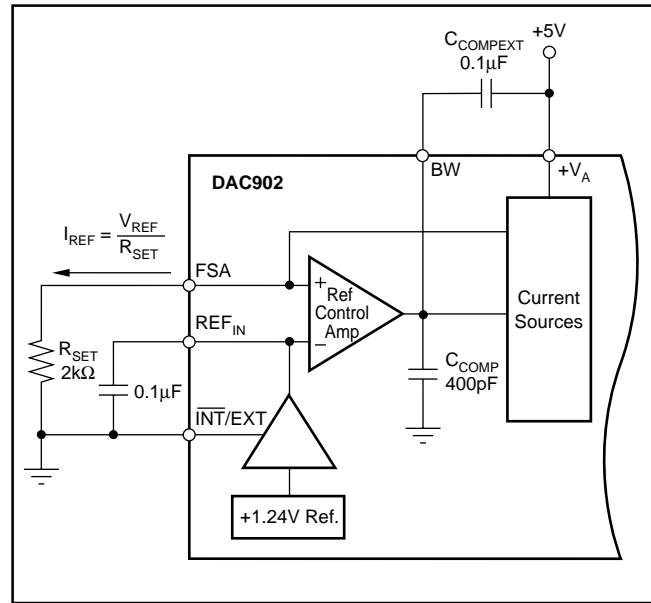 +5V
C_COMPEXT
0.1µF
BW
+V_A
DAC902
I_REF = V_REF / R_SET
FSA
+
Ref
Control
Amp
Current
Sources
REF_IN
–
R_SET
2kΩ
0.1µF
C_COMP
400pF
I̅N̅T̅/EXT
+1.24V Ref.